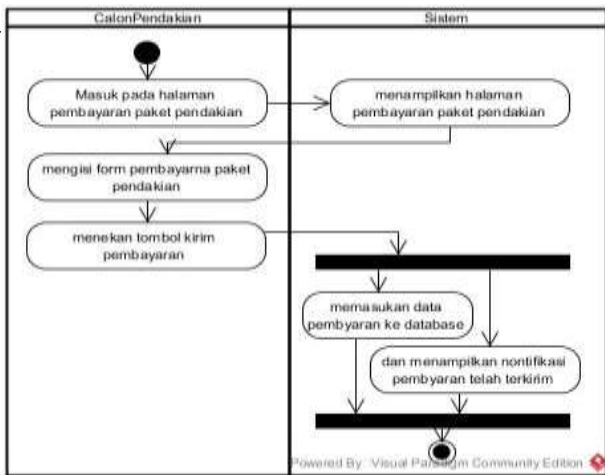 CalonPendakian
Sistem
Masuk pada halaman
pembayaran paket pendakian
menampilkan halaman
pembayaran paket pendakian
mengisi form pembayarna paket
pendakian
menekan tombol kirim
pembayaran
memasukan data
pembyaran ke database
dan menampilkan nontifikasi
pembyaran telah terkirim
Powered By Visual Paradigm Community Edition